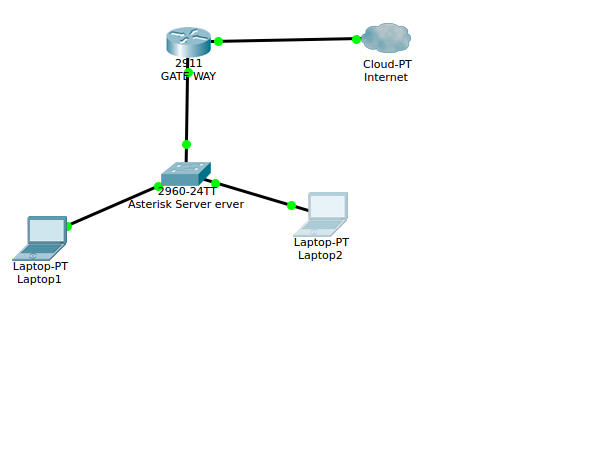 2911
GATE WAY
Cloud-PT
Internet
2960-24TT
Asterisk Server erver
Laptop-PT
Laptop2
Laptop-PT
Laptop1